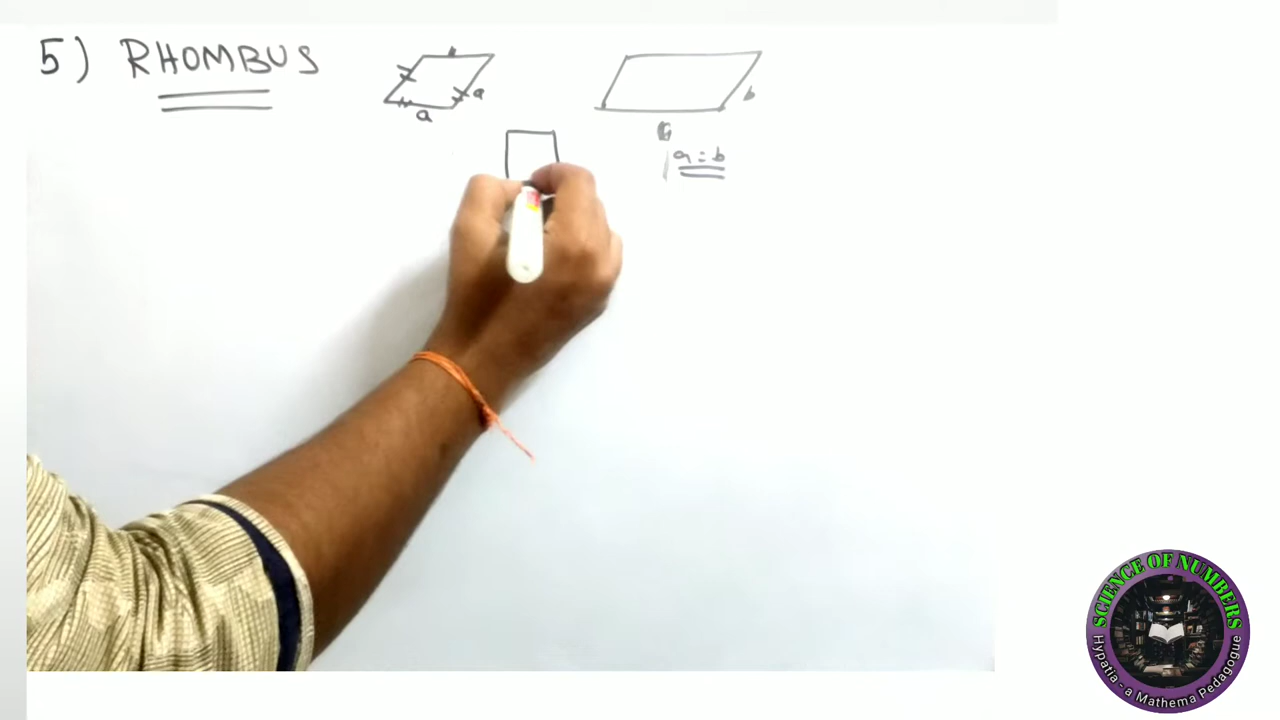 5) RHOMBUS
a
a
b
a = b
SCIENCE OF NUMBERS
Hypatia - a Mathema Pedagogue